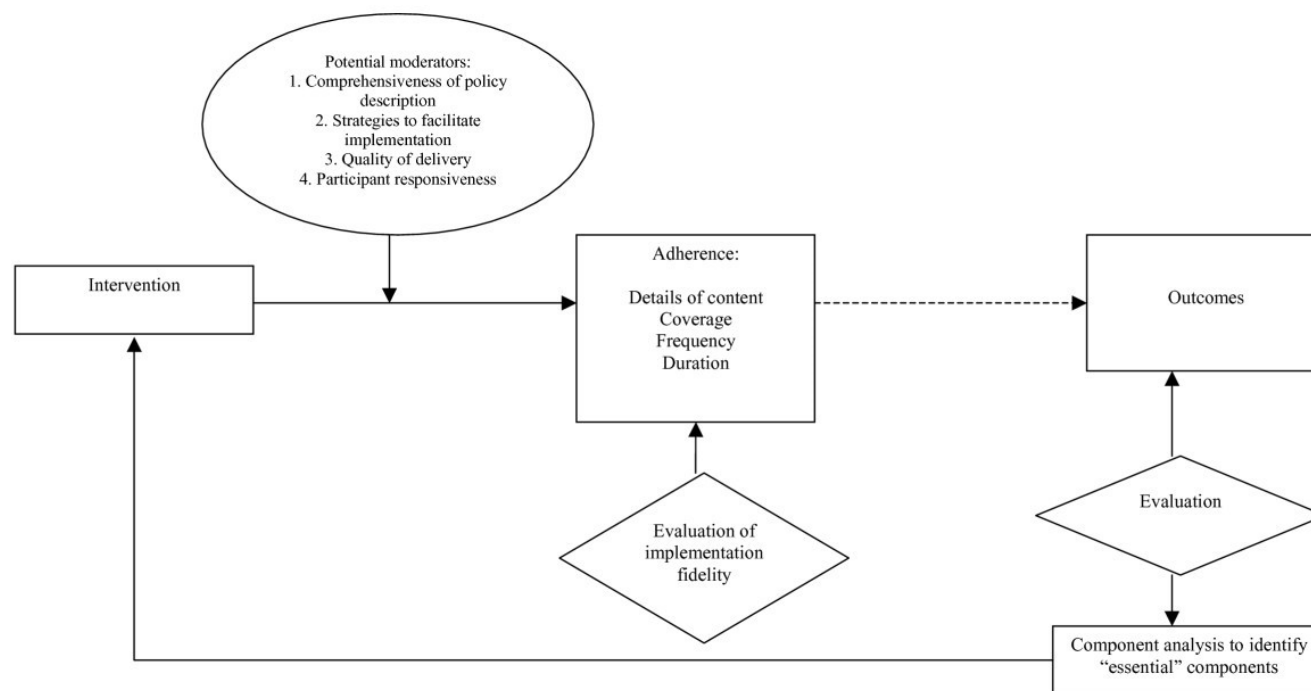 Potential moderators:
1. Comprehensiveness of policy
description
2. Strategies to facilitate
implementation
3. Quality of delivery
4. Participant responsiveness
Intervention
Adherence:
Details of content
Coverage
Frequency
Duration
Outcomes
Evaluation of
implementation
fidelity
Evaluation
Component analysis to identify
“essential” components